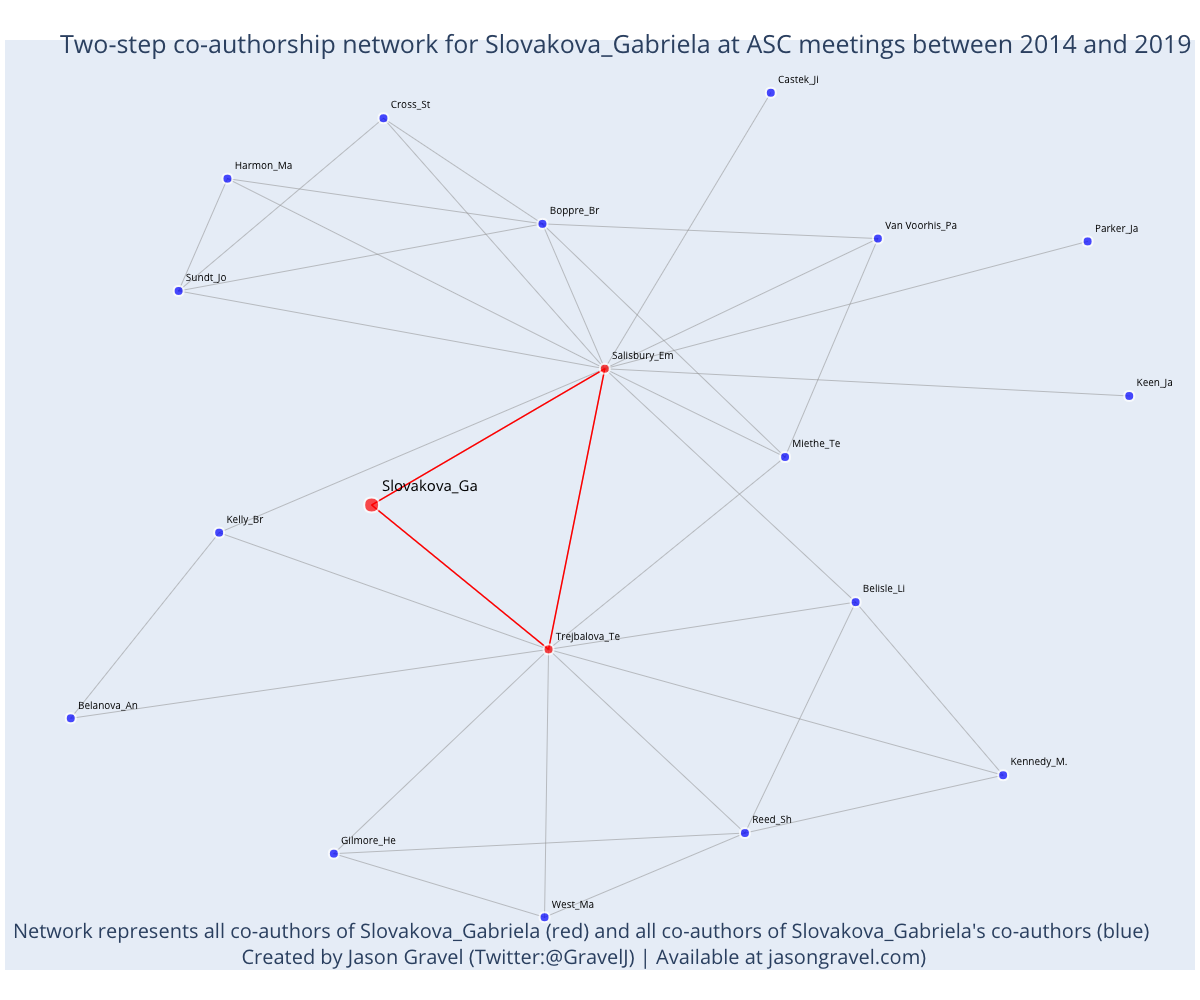 Two-step co-authorship network for Slovakova_Gabriela at ASC meetings between 2014 and 2019
Castek_Ji
Cross_St
Harmon_Ma
Boppre_Br
Van Voorhis_Pa
Parker_Ja
Sundt_Jo
Salisbury_Em
Keen_Ja
Miethe_Te
Slovakova_Ga
Kelly_Br
Belisle_Li
Trejbalova_Te
Belanova_An
Kennedy_M.
Reed_Sh
Gilmore_He
West_Ma
Network represents all co-authors of Slovakova_Gabriela (red) and all co-authors of Slovakova_Gabriela's co-authors (blue)
Created by Jason Gravel (Twitter:@GravelJ) | Available at jasongravel.com)